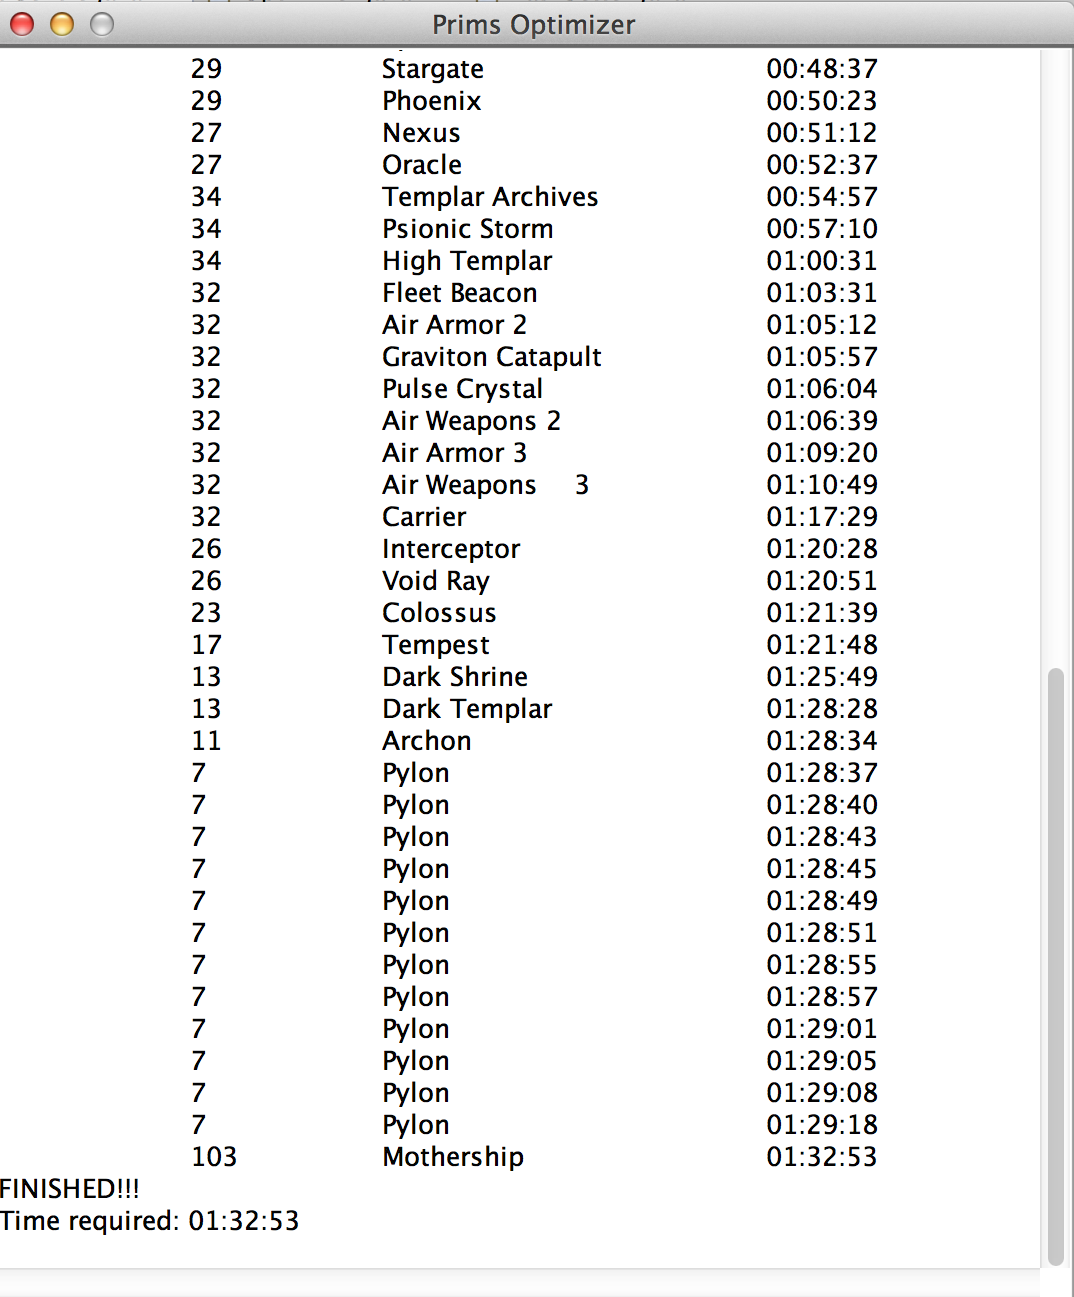 Prims Optimizer
29 Stargate 00:48:37
29 Phoenix 00:50:23
27 Nexus 00:51:12
27 Oracle 00:52:37
34 Templar Archives 00:54:57
34 Psionic Storm 00:57:10
34 High Templar 01:00:31
32 Fleet Beacon 01:03:31
32 Air Armor 2 01:05:12
32 Graviton Catapult 01:05:57
32 Pulse Crystal 01:06:04
32 Air Weapons 2 01:06:39
32 Air Armor 3 01:09:20
32 Air Weapons 3 01:10:49
32 Carrier 01:17:29
26 Interceptor 01:20:28
26 Void Ray 01:20:51
23 Colossus 01:21:39
17 Tempest 01:21:48
13 Dark Shrine 01:25:49
13 Dark Templar 01:28:28
11 Archon 01:28:34
7 Pylon 01:28:37
7 Pylon 01:28:40
7 Pylon 01:28:43
7 Pylon 01:28:45
7 Pylon 01:28:49
7 Pylon 01:28:51
7 Pylon 01:28:55
7 Pylon 01:28:57
7 Pylon 01:29:01
7 Pylon 01:29:05
7 Pylon 01:29:08
7 Pylon 01:29:18
103 Mothership 01:32:53
FINISHED!!!
Time required: 01:32:53